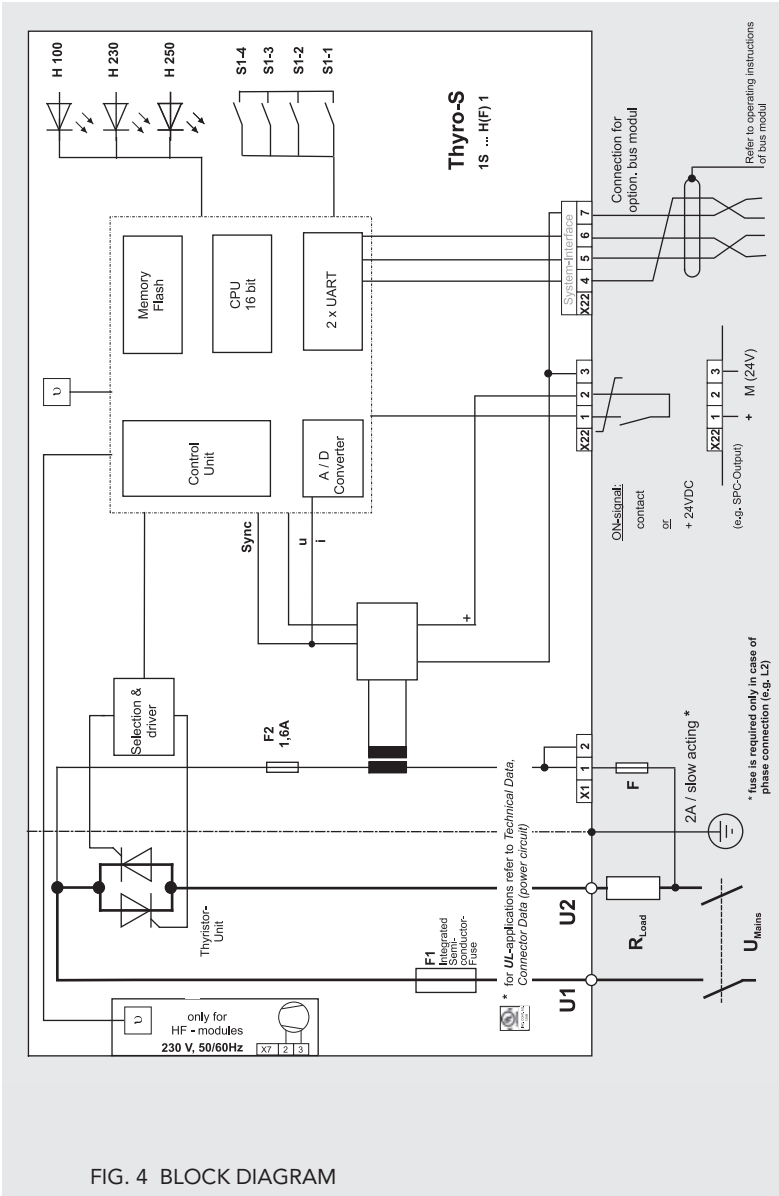 H 100
H 230
H 250
S1-4
S1-3
S1-2
S1-1
Thyro-S
1S ... H(F) 1
Memory
Flash
CPU
16 bit
2 x UART
Control
Unit
A / D
Converter
υ
Sync
u
i
+
Selection &
driver
F2
1,6A
Thyristor-
Unit
F1
Integrated
Semi-
conductor-
Fuse
υ
only for
HF - modules
230 V, 50/60Hz
X7 2 3
* for UL-applications refer to Technical Data,
Connector Data (power circuit)
U1
U2
X1 1 2
X22 1 2 3
X22 4 5 6 7
System-Interface
Connection for
option. bus modul
Refer to operating instructions
of bus modul
ON-signal:
contact
or
+ 24VDC
(e.g. SPC-Output)
X22 1 2 3
+ M (24V)
F
2A / slow acting *
* fuse is required only in case of
phase connection (e.g. L2)
RLoad
UMains
FIG. 4 BLOCK DIAGRAM